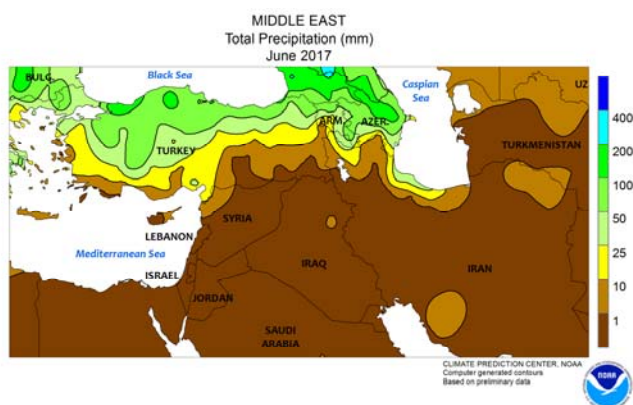 MIDDLE EAST
Total Precipitation (mm)
June 2017
BULG.
Black Sea
Caspian
Sea
UZ
ARM.
AZER.
TURKEY
TURKMENISTAN
SYRIA
LEBANON
Mediterranean Sea
ISRAEL
IRAQ
IRAN
JORDAN
SAUDI
ARABIA
400
200
100
50
25
10
1
CLIMATE PREDICTION CENTER, NOAA
Computer generated contours
Based on preliminary data
NOAA